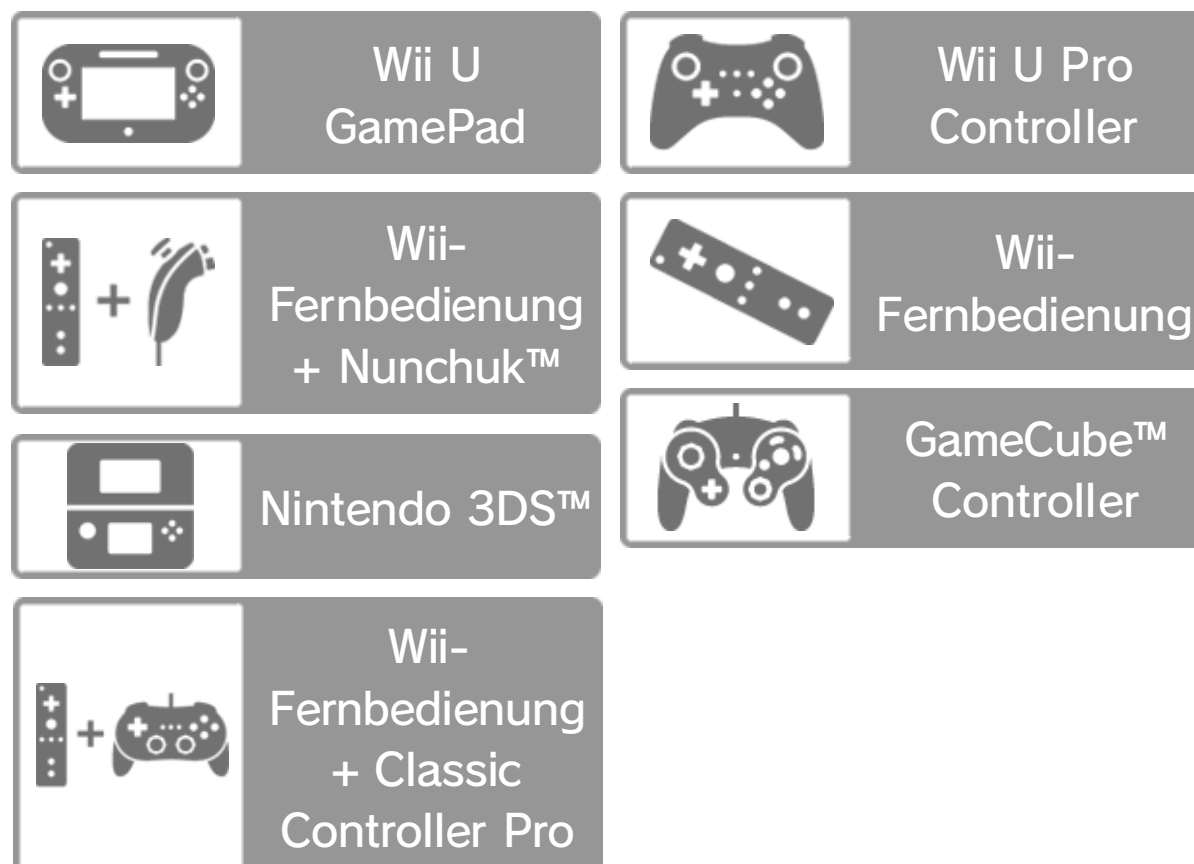 Wii U
GamePad
Wii U Pro
Controller
Wii-
Fernbedienung
+ Nunchuk™
Wii-
Fernbedienung
Nintendo 3DS™
GameCube™
Controller
Wii-
Fernbedienung
+ Classic
Controller Pro